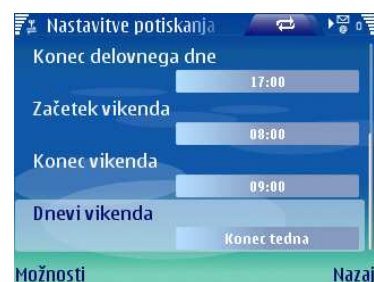 Nastavitve potiskanja
Konec delovnega dne
17:00
Začetek vikenda
08:00
Konec vikenda
09:00
Dnevi vikenda
Konec tedna
Možnosti Nazaj